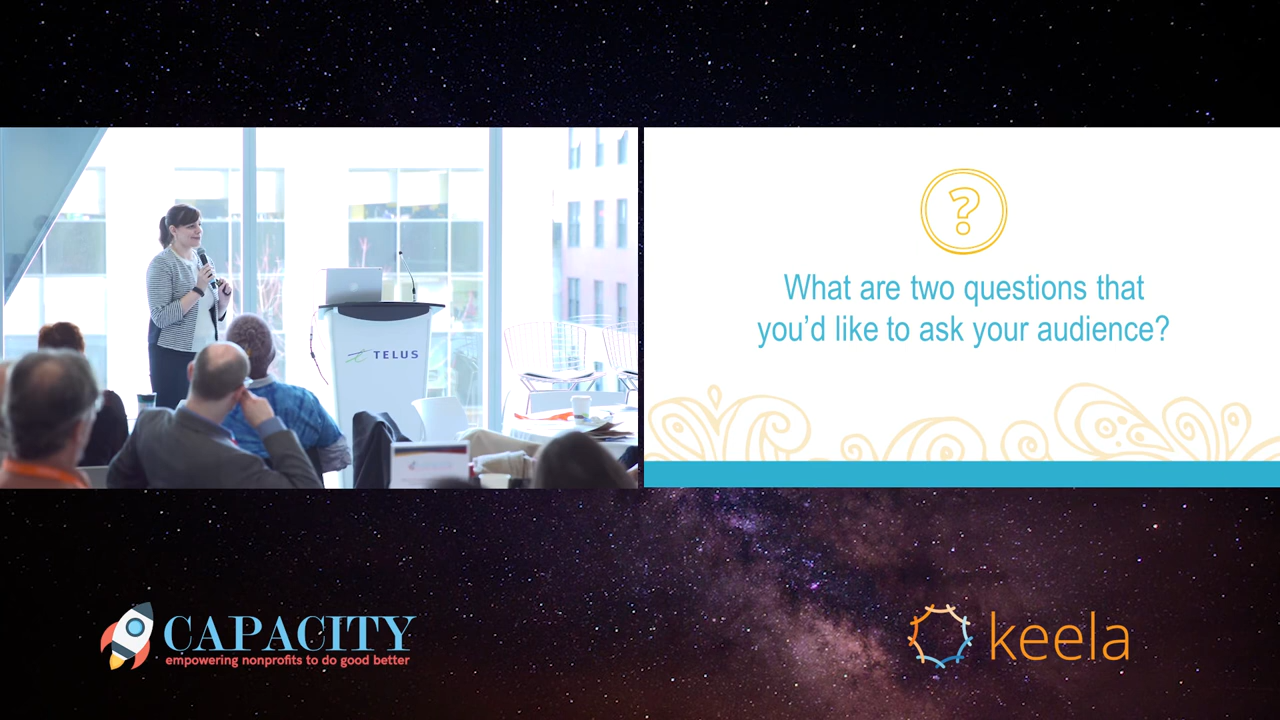 TELUS
?
What are two questions that
you'd like to ask your audience?
CAPACITY
empowering nonprofits to do good better
keela